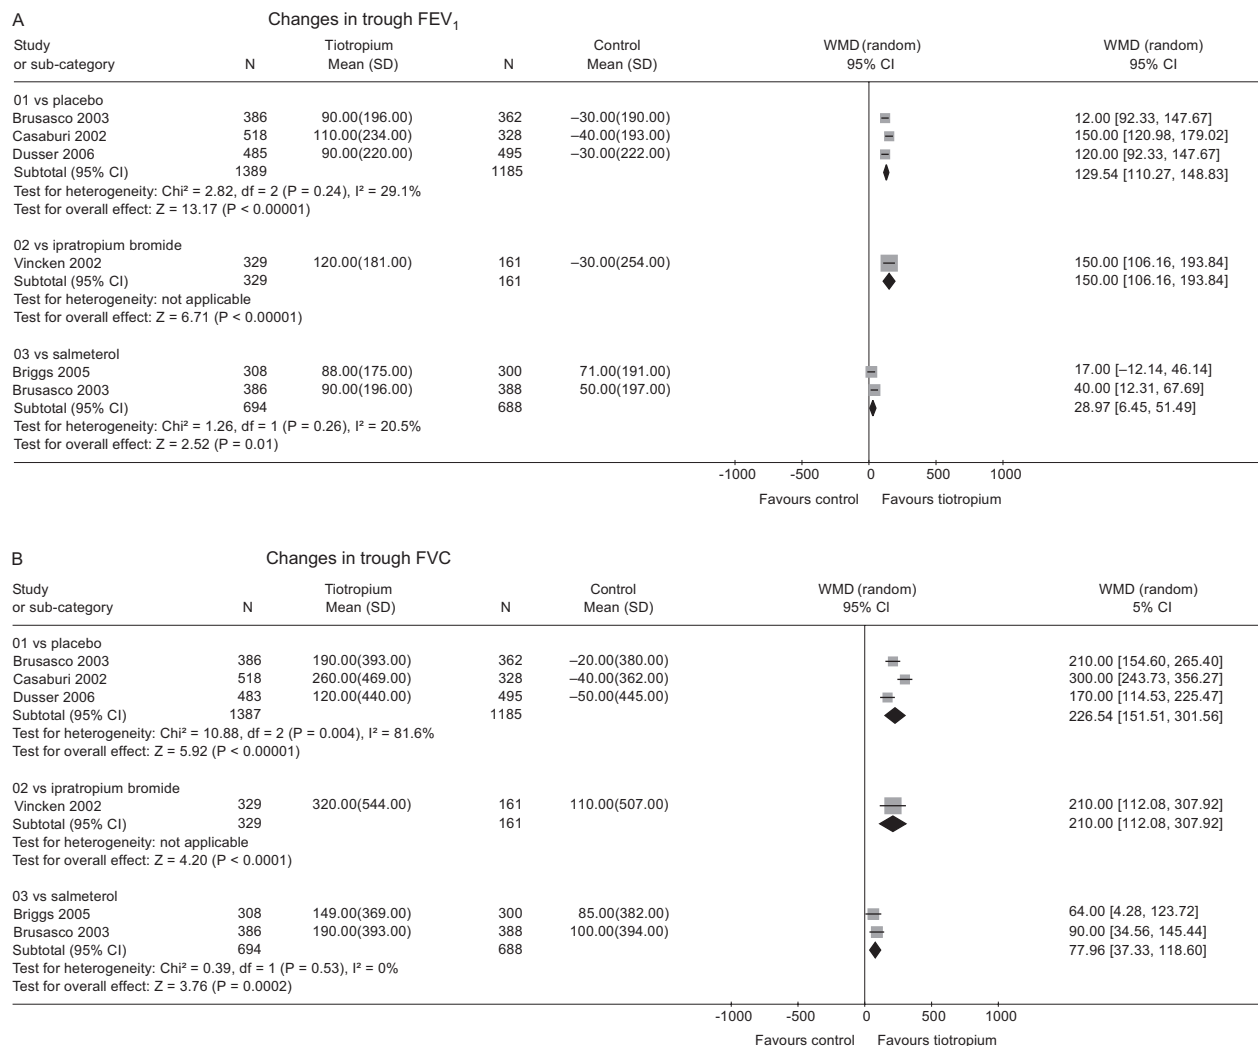 A Changes in trough FEV1
Study Tiotropium Control WMD (random) WMD (random)
or sub-category N Mean (SD) N Mean (SD) 95% CI 95% CI
01 vs placebo
Brusasco 2003 386 90.00(196.00) 362 –30.00(190.00) 12.00 [92.33, 147.67]
Casaburi 2002 518 110.00(234.00) 328 –40.00(193.00) 150.00 [120.98, 179.02]
Dusser 2006 485 90.00(220.00) 495 –30.00(222.00) 120.00 [92.33, 147.67]
Subtotal (95% CI) 1389 1185 129.54 [110.27, 148.83]
Test for heterogeneity: Chi² = 2.82, df = 2 (P = 0.24), I² = 29.1%
Test for overall effect: Z = 13.17 (P < 0.00001)
02 vs ipratropium bromide
Vincken 2002 329 120.00(181.00) 161 –30.00(254.00) 150.00 [106.16, 193.84]
Subtotal (95% CI) 329 161 150.00 [106.16, 193.84]
Test for heterogeneity: not applicable
Test for overall effect: Z = 6.71 (P < 0.00001)
03 vs salmeterol
Briggs 2005 308 88.00(175.00) 300 71.00(191.00) 17.00 [–12.14, 46.14]
Brusasco 2003 386 90.00(196.00) 388 50.00(197.00) 40.00 [12.31, 67.69]
Subtotal (95% CI) 694 688 28.97 [6.45, 51.49]
Test for heterogeneity: Chi² = 1.26, df = 1 (P = 0.26), I² = 20.5%
Test for overall effect: Z = 2.52 (P = 0.01)
-1000 -500 0 500 1000
Favours control Favours tiotropium
B Changes in trough FVC
Study Tiotropium Control WMD (random) WMD (random)
or sub-category N Mean (SD) N Mean (SD) 95% CI 5% CI
01 vs placebo
Brusasco 2003 386 190.00(393.00) 362 –20.00(380.00) 210.00 [154.60, 265.40]
Casaburi 2002 518 260.00(469.00) 328 –40.00(362.00) 300.00 [243.73, 356.27]
Dusser 2006 483 120.00(440.00) 495 –50.00(445.00) 170.00 [114.53, 225.47]
Subtotal (95% CI) 1387 1185 226.54 [151.51, 301.56]
Test for heterogeneity: Chi² = 10.88, df = 2 (P = 0.004), I² = 81.6%
Test for overall effect: Z = 5.92 (P < 0.00001)
02 vs ipratropium bromide
Vincken 2002 329 320.00(544.00) 161 110.00(507.00) 210.00 [112.08, 307.92]
Subtotal (95% CI) 329 161 210.00 [112.08, 307.92]
Test for heterogeneity: not applicable
Test for overall effect: Z = 4.20 (P < 0.0001)
03 vs salmeterol
Briggs 2005 308 149.00(369.00) 300 85.00(382.00) 64.00 [4.28, 123.72]
Brusasco 2003 386 190.00(393.00) 388 100.00(394.00) 90.00 [34.56, 145.44]
Subtotal (95% CI) 694 688 77.96 [37.33, 118.60]
Test for heterogeneity: Chi² = 0.39, df = 1 (P = 0.53), I² = 0%
Test for overall effect: Z = 3.76 (P = 0.0002)
-1000 -500 0 500 1000
Favours control Favours tiotropium